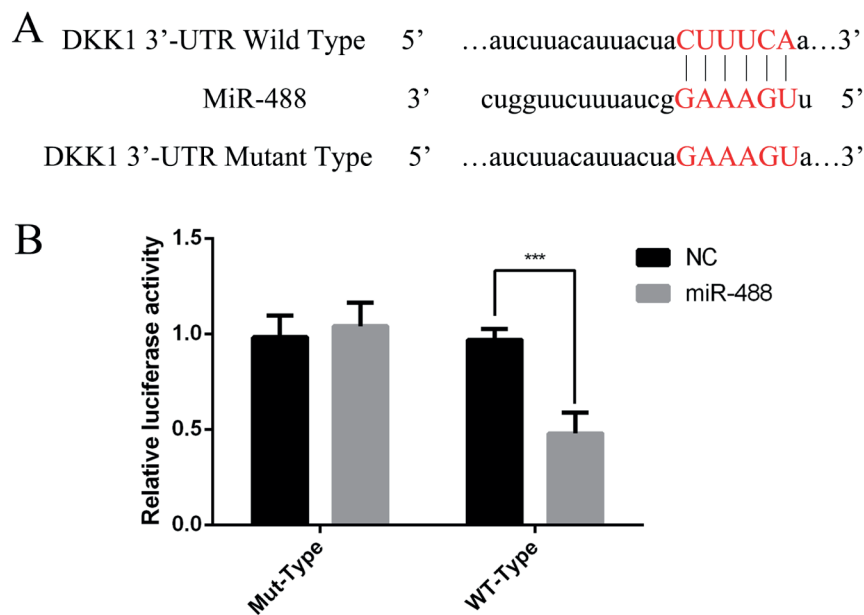 A
DKK1 3’-UTR Wild Type 5’ …aucuuacauuacuaCUUUCAa…3’
MiR-488 3’ cugguucuuuaucgGAAAGUu 5’
DKK1 3’-UTR Mutant Type 5’ …aucuuacauuacuaGAAAGUa…3’
B
Relative luciferase activity
1.5
1.0
0.5
0.0
***
NC
miR-488
Mut-Type
WT-Type